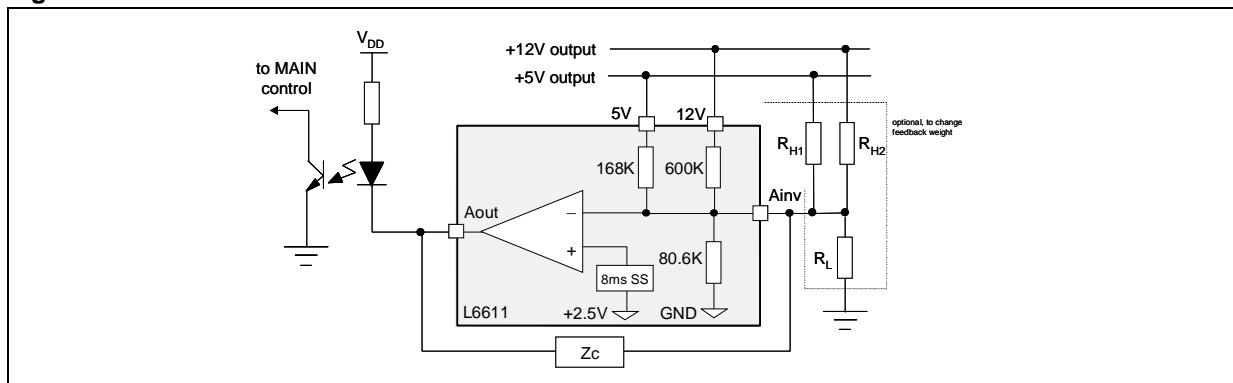 V_DD
to MAIN
control
+12V output
+5V output
5V
12V
optional, to change
feedback weight
R_H1
R_H2
168K
600K
Ainv
Aout
–
+
80.6K
R_L
8ms SS
L6611
+2.5V
GND
Zc